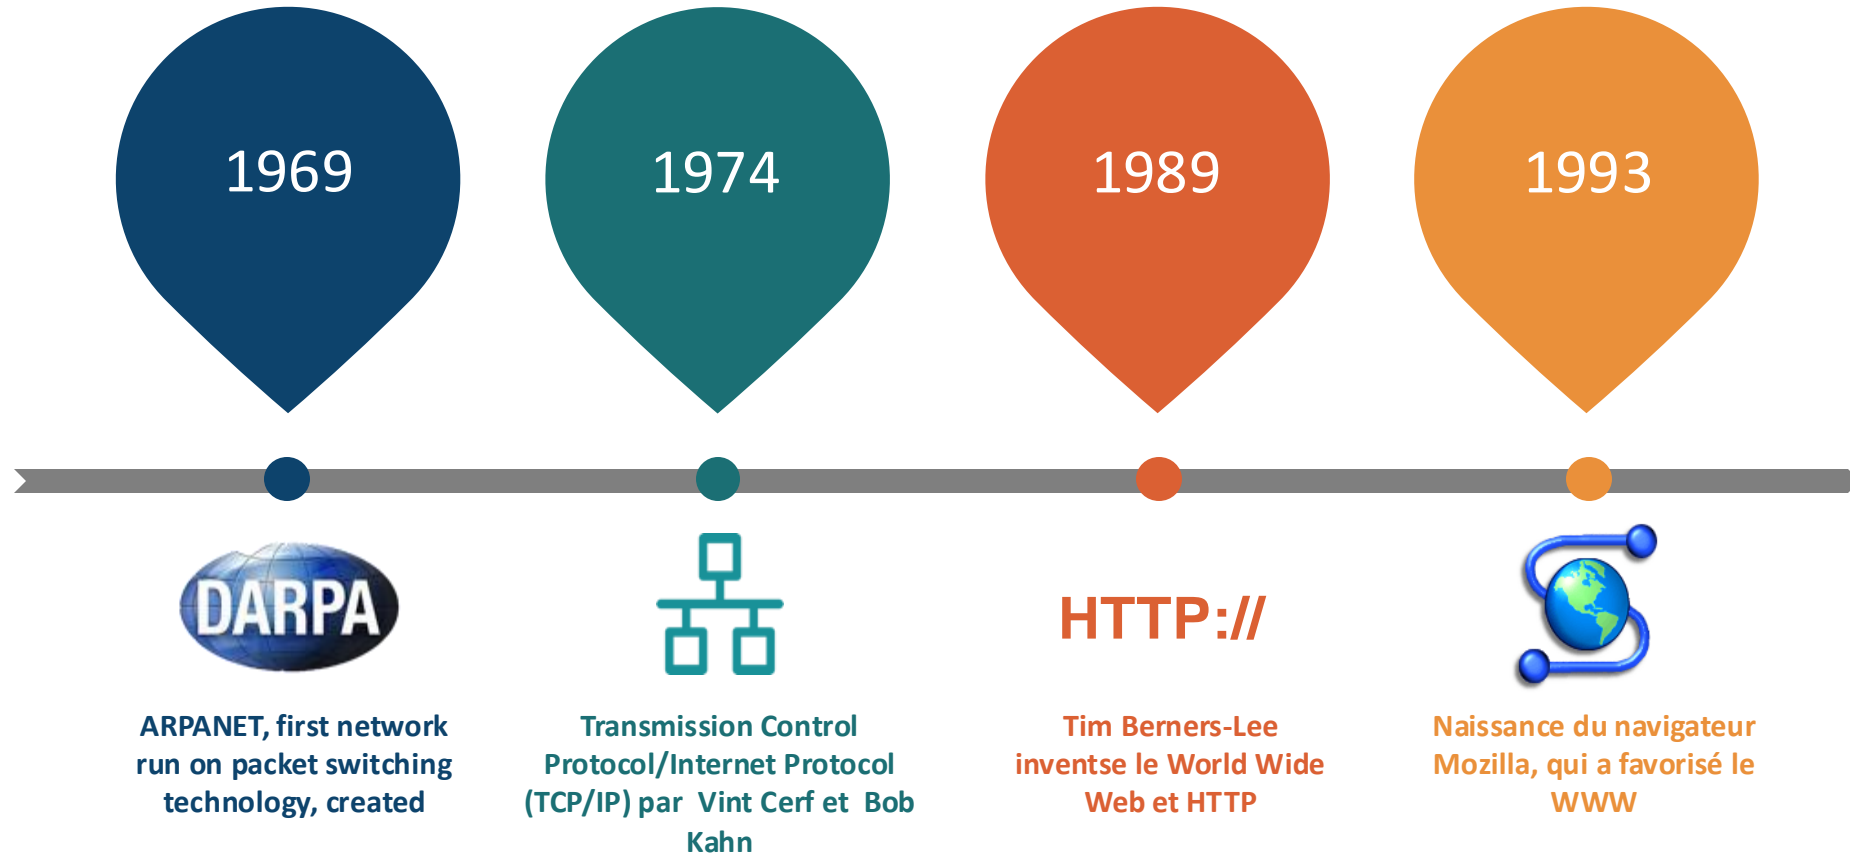 1969
1974
1989
1993
DARPA
HTTP://
ARPANET, first network
run on packet switching
technology, created
Transmission Control
Protocol/Internet Protocol
(TCP/IP) par  Vint Cerf et  Bob
Kahn
Tim Berners-Lee
inventse le World Wide
Web et HTTP
Naissance du navigateur
Mozilla, qui a favorisé le
WWW